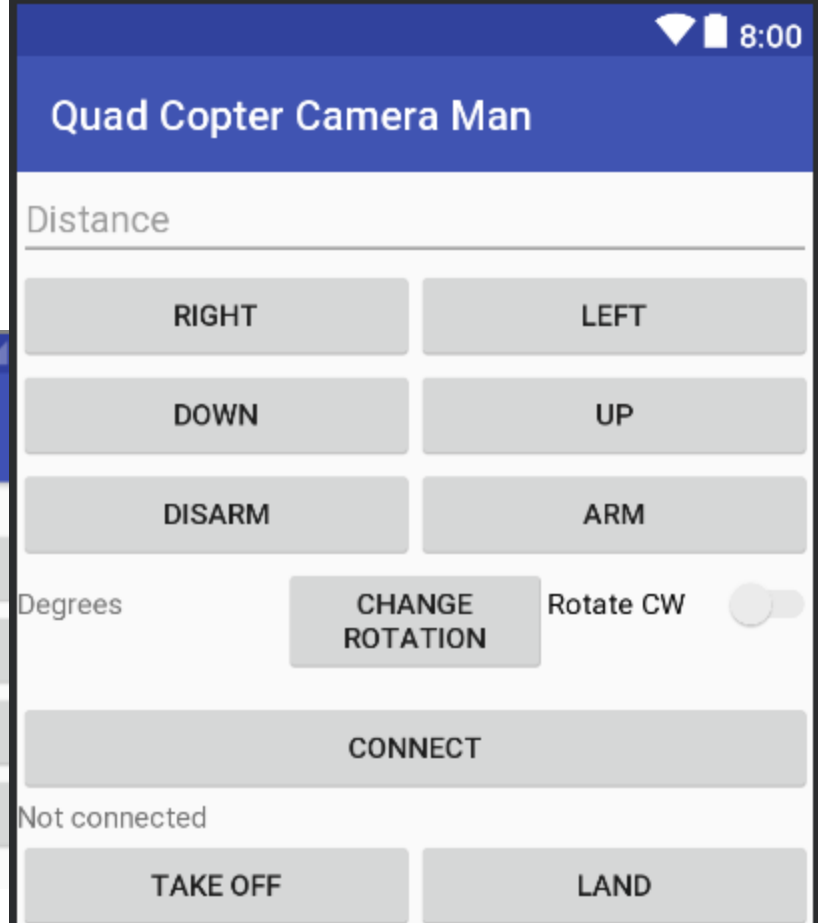 8:00
Quad Copter Camera Man
Distance
RIGHT
LEFT
DOWN
UP
DISARM
ARM
Degrees
CHANGE
ROTATION
Rotate CW
CONNECT
Not connected
TAKE OFF
LAND